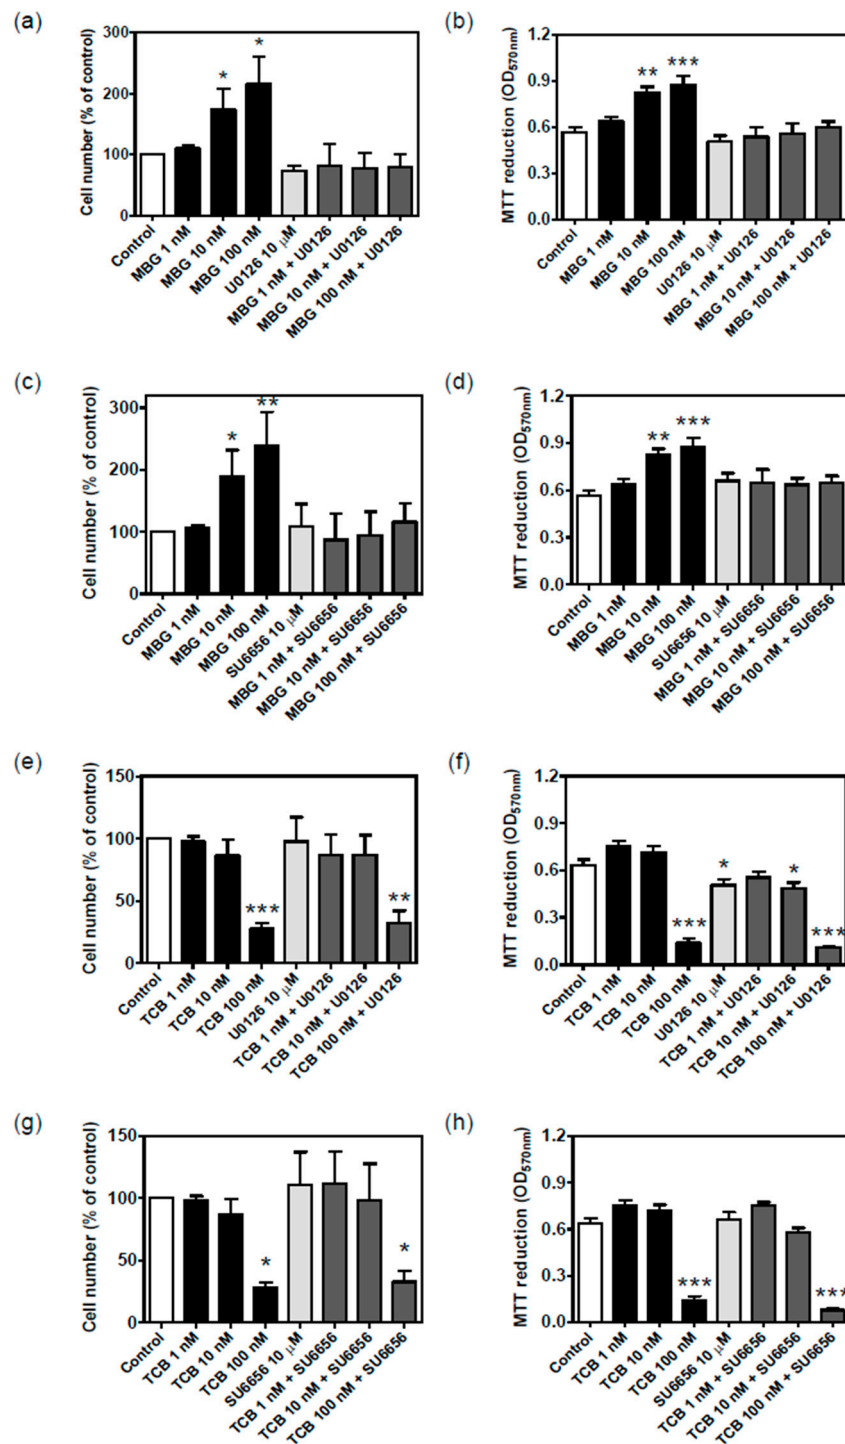 (a)
Cell number (% of control)
300
200
100
0
*
*
Control
MBG 1 nM
MBG 10 nM
MBG 100 nM
U0126 10 μM
MBG 1 nM + U0126
MBG 10 nM + U0126
MBG 100 nM + U0126
(b)
MTT reduction (OD570nm)
1.2
0.9
0.6
0.3
0.0
**
***
Control
MBG 1 nM
MBG 10 nM
MBG 100 nM
U0126 10 μM
MBG 1 nM + U0126
MBG 10 nM + U0126
MBG 100 nM + U0126
(c)
Cell number (% of control)
300
200
100
0
*
**
Control
MBG 1 nM
MBG 10 nM
MBG 100 nM
SU6656 10 μM
MBG 1 nM + SU6656
MBG 10 nM + SU6656
MBG 100 nM + SU6656
(d)
MTT reduction (OD570nm)
1.2
0.9
0.6
0.3
0.0
**
***
Control
MBG 1 nM
MBG 10 nM
MBG 100 nM
SU6656 10 μM
MBG 1 nM + SU6656
MBG 10 nM + SU6656
MBG 100 nM + SU6656
(e)
Cell number (% of control)
150
100
50
0
***
**
Control
TCB 1 nM
TCB 10 nM
TCB 100 nM
U0126 10 μM
TCB 1 nM + U0126
TCB 10 nM + U0126
TCB 100 nM + U0126
(f)
MTT reduction (OD570nm)
1.2
0.9
0.6
0.3
0.0
***
*
*
***
Control
TCB 1 nM
TCB 10 nM
TCB 100 nM
U0126 10 μM
TCB 1 nM + U0126
TCB 10 nM + U0126
TCB 100 nM + U0126
(g)
Cell number (% of control)
150
100
50
0
*
*
Control
TCB 1 nM
TCB 10 nM
TCB 100 nM
SU6656 10 μM
TCB 1 nM + SU6656
TCB 10 nM + SU6656
TCB 100 nM + SU6656
(h)
MTT reduction (OD570nm)
1.2
0.9
0.6
0.3
0.0
***
***
Control
TCB 1 nM
TCB 10 nM
TCB 100 nM
SU6656 10 μM
TCB 1 nM + SU6656
TCB 10 nM + SU6656
TCB 100 nM + SU6656